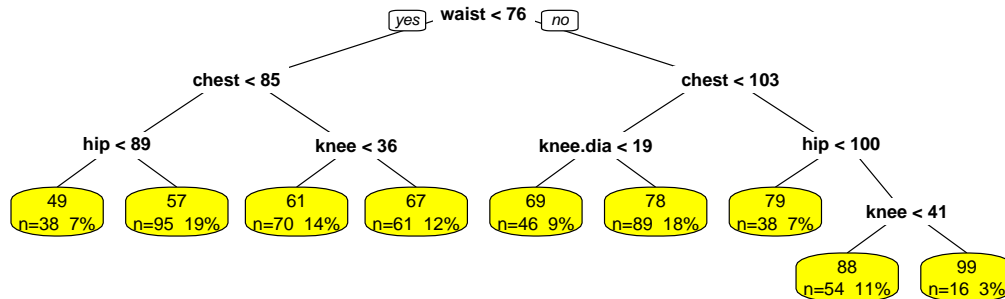 waist < 76
yes
no
chest < 85
chest < 103
hip < 89
knee < 36
knee.dia < 19
hip < 100
49
n=38 7%
57
n=95 19%
61
n=70 14%
67
n=61 12%
69
n=46 9%
78
n=89 18%
79
n=38 7%
knee < 41
88
n=54 11%
99
n=16 3%